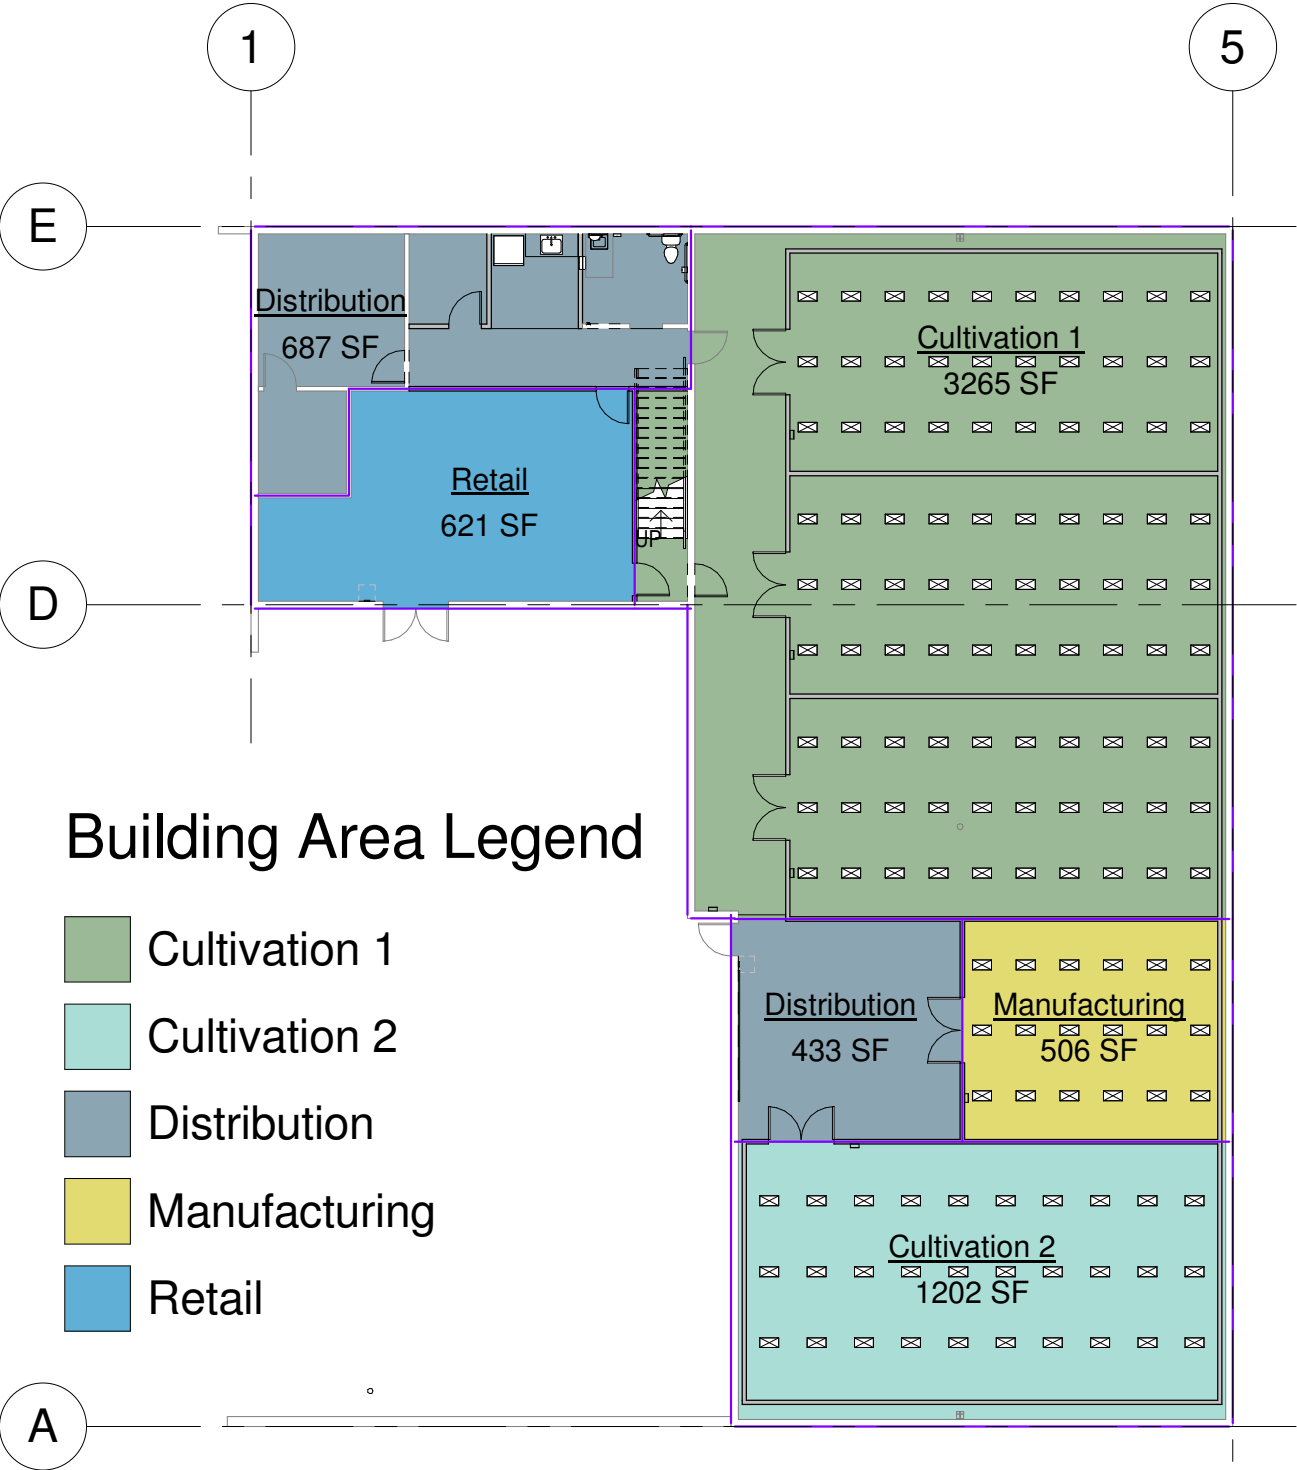 1
5
E
Distribution
687 SF
Cultivation 1
3265 SF
Retail
621 SF
UP
D
Building Area Legend
Cultivation 1
Cultivation 2
Distribution
Manufacturing
Retail
Distribution
433 SF
Manufacturing
506 SF
Cultivation 2
1202 SF
A